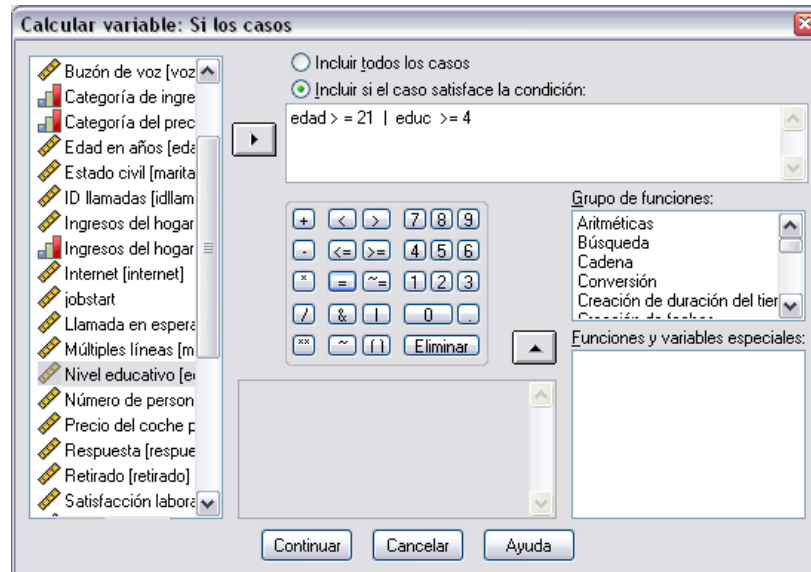 Calcular variable: Si los casos
Buzón de voz [voz
Categoría de ingre
Categoría del prec
Edad en años [eda
Estado civil [marita
ID llamadas [idllam
Ingresos del hogar
Ingresos del hogar
Internet [internet]
jobstart
Llamada en espera
Múltiples líneas [m
Nivel educativo [e
Número de person
Precio del coche p
Respuesta [respue
Retirado [retirado]
Satisfacción labora
Incluir todos los casos
Incluir si el caso satisface la condición:
edad > = 21 | educ >= 4
+ < > 7 8 9
- <= >= 4 5 6
* = ~= 1 2 3
/ & | 0 .
** ~ ( ) Eliminar
Grupo de funciones:
Aritméticas
Búsqueda
Cadena
Conversión
Creación de duración del tier
Creación de fechas
Funciones y variables especiales:
Continuar Cancelar Ayuda